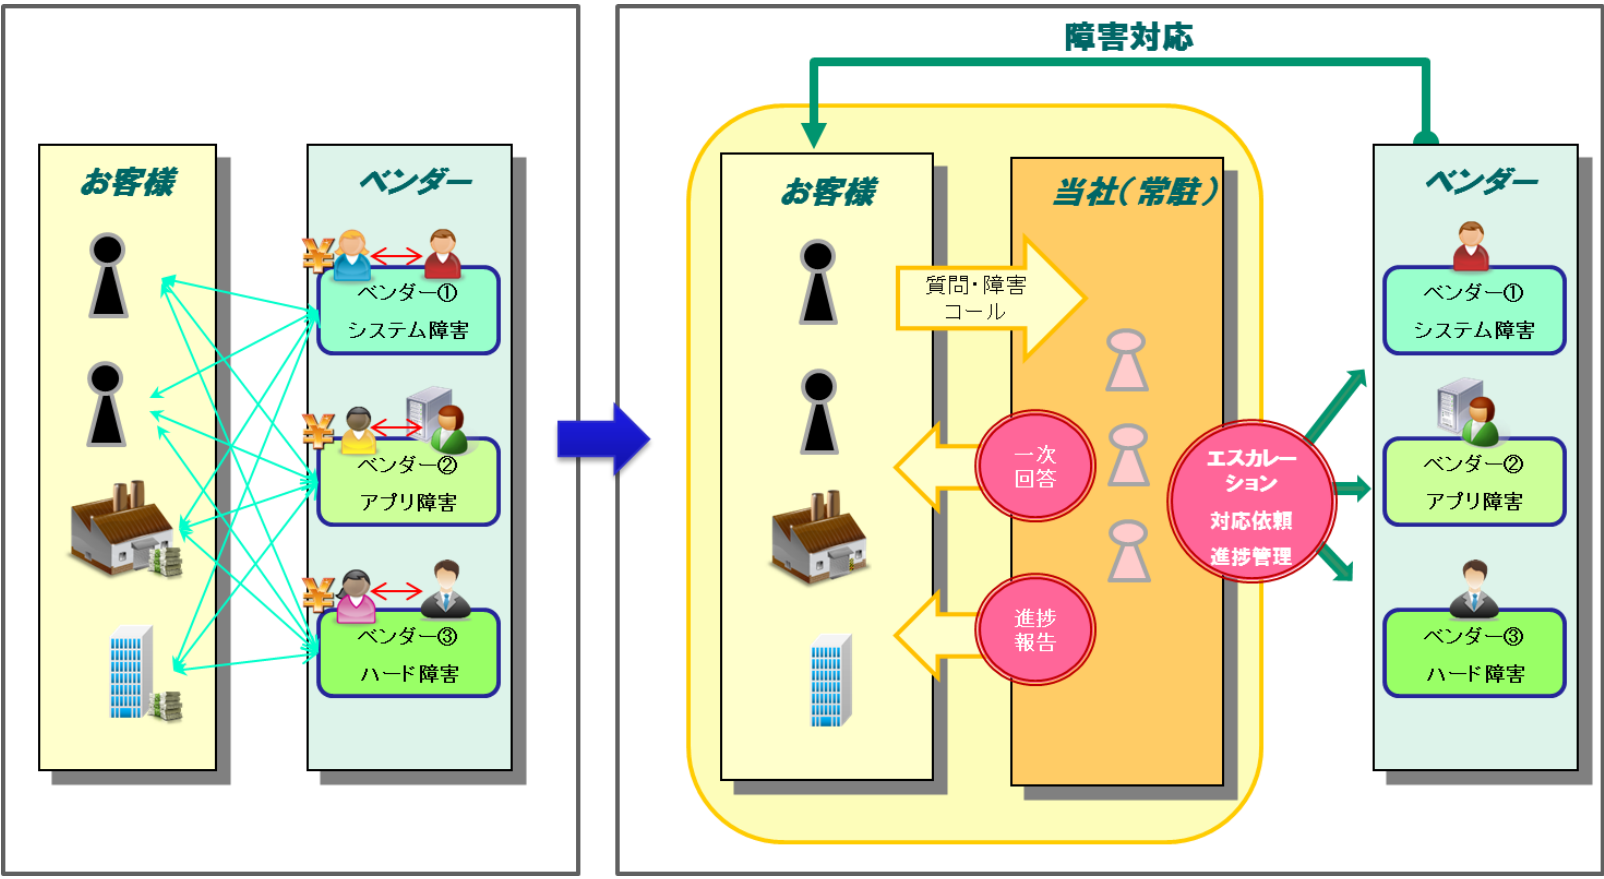 お客様
ベンダー
¥
ベンダー①
システム障害
¥
ベンダー②
アプリ障害
¥
ベンダー③
ハード障害
障害対応
お客様
当社(常駐)
質問・障害
コール
一次
回答
進捗
報告
エスカレー
ション
対応依頼
進捗管理
ベンダー
ベンダー①
システム障害
ベンダー②
アプリ障害
ベンダー③
ハード障害